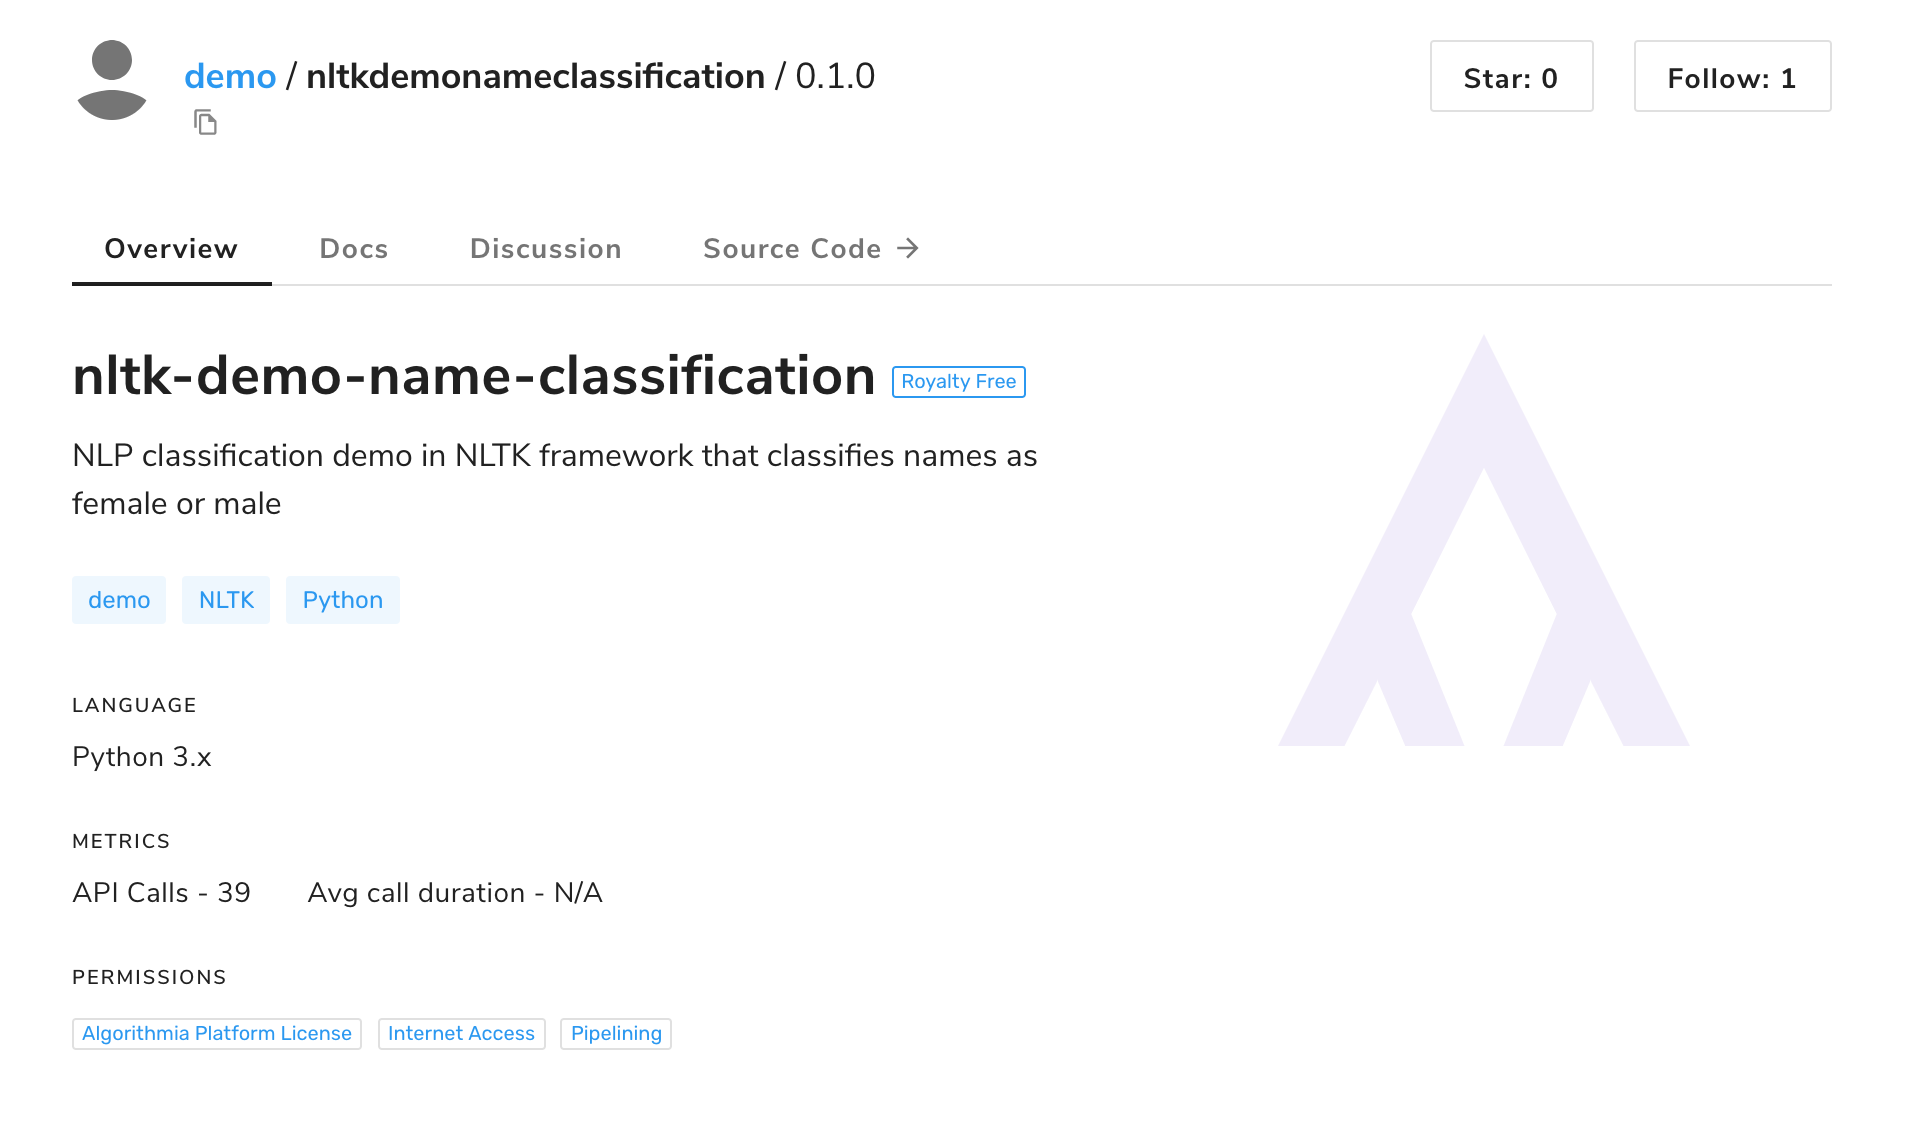 demo / nltkdemonameclassification / 0.1.0
Star: 0
Follow: 1
Overview
Docs
Discussion
Source Code
nltk-demo-name-classification
Royalty Free
NLP classification demo in NLTK framework that classifies names as
female or male
demo
NLTK
Python
LANGUAGE
Python 3.x
METRICS
API Calls - 39
Avg call duration - N/A
PERMISSIONS
Algorithmia Platform License
Internet Access
Pipelining